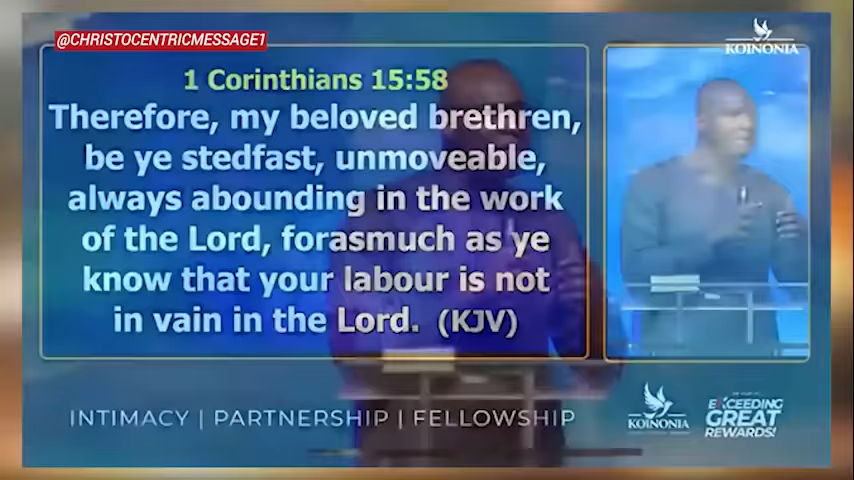 @CHRISTOCENTRICMESSAGE1
KOINONIA
1 Corinthians 15:58
Therefore, my beloved brethren,
be ye stedfast, unmoveable,
always abounding in the work
of the Lord, forasmuch as ye
know that your labour is not
in vain in the Lord. (KJV)
INTIMACY | PARTNERSHIP | FELLOWSHIP
KOINONIA
EXCEEDING
GREAT
REWARDS!